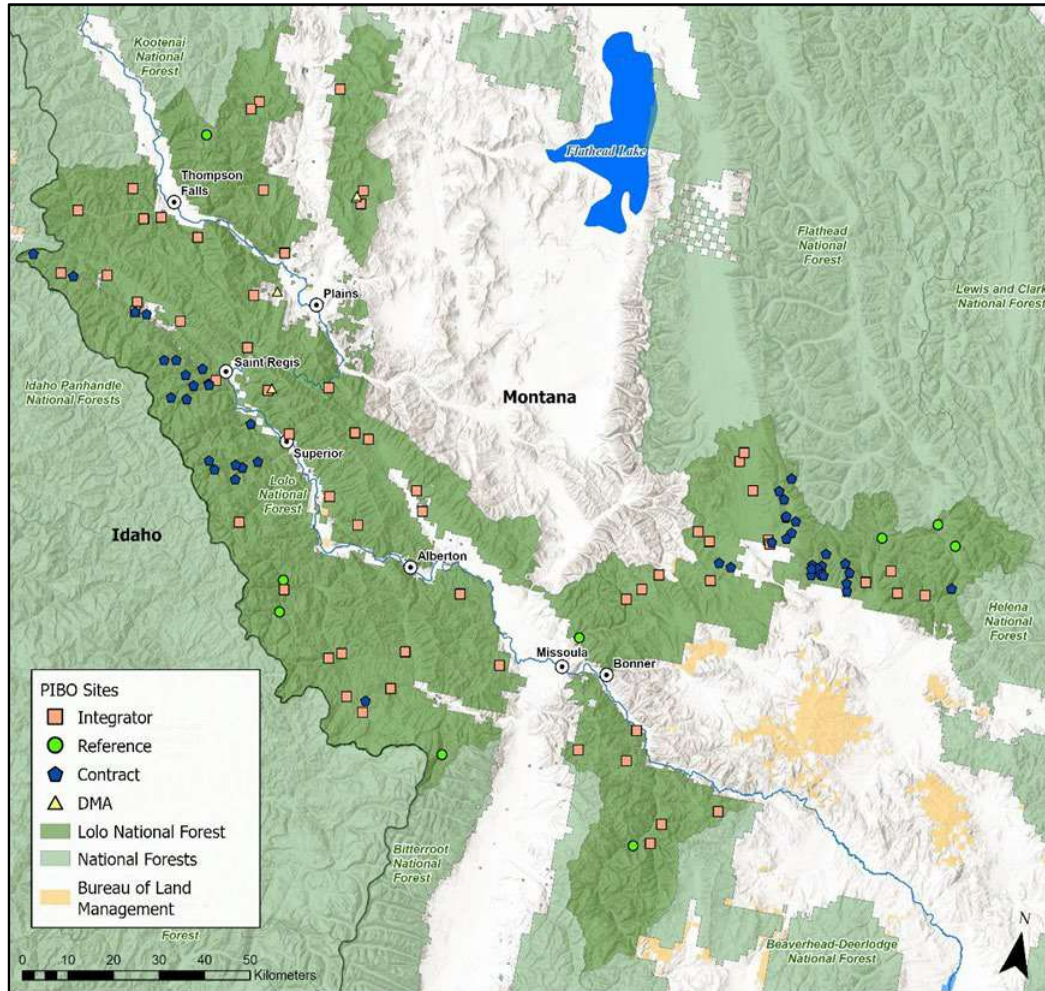 Kootenai
National
Forest
Thompson
Falls
Flathead Lake
Flathead
National
Forest
Lewis and Clark
National Forest
Plains
Saint Regis
Idaho Panhandle
National Forests
Montana
Superior
Lolo
National
Forest
Idaho
Alberton
Helena
National
Forest
Missoula
Bonner
PIBO Sites
Integrator
Reference
Contract
DMA
Lolo National Forest
National Forests
Bureau of Land
Management
Bitterroot
National
Forest
Forest
Beaverhead-Deerlodge
National Forest
N
0 10 20 30 40 50
Kilometers